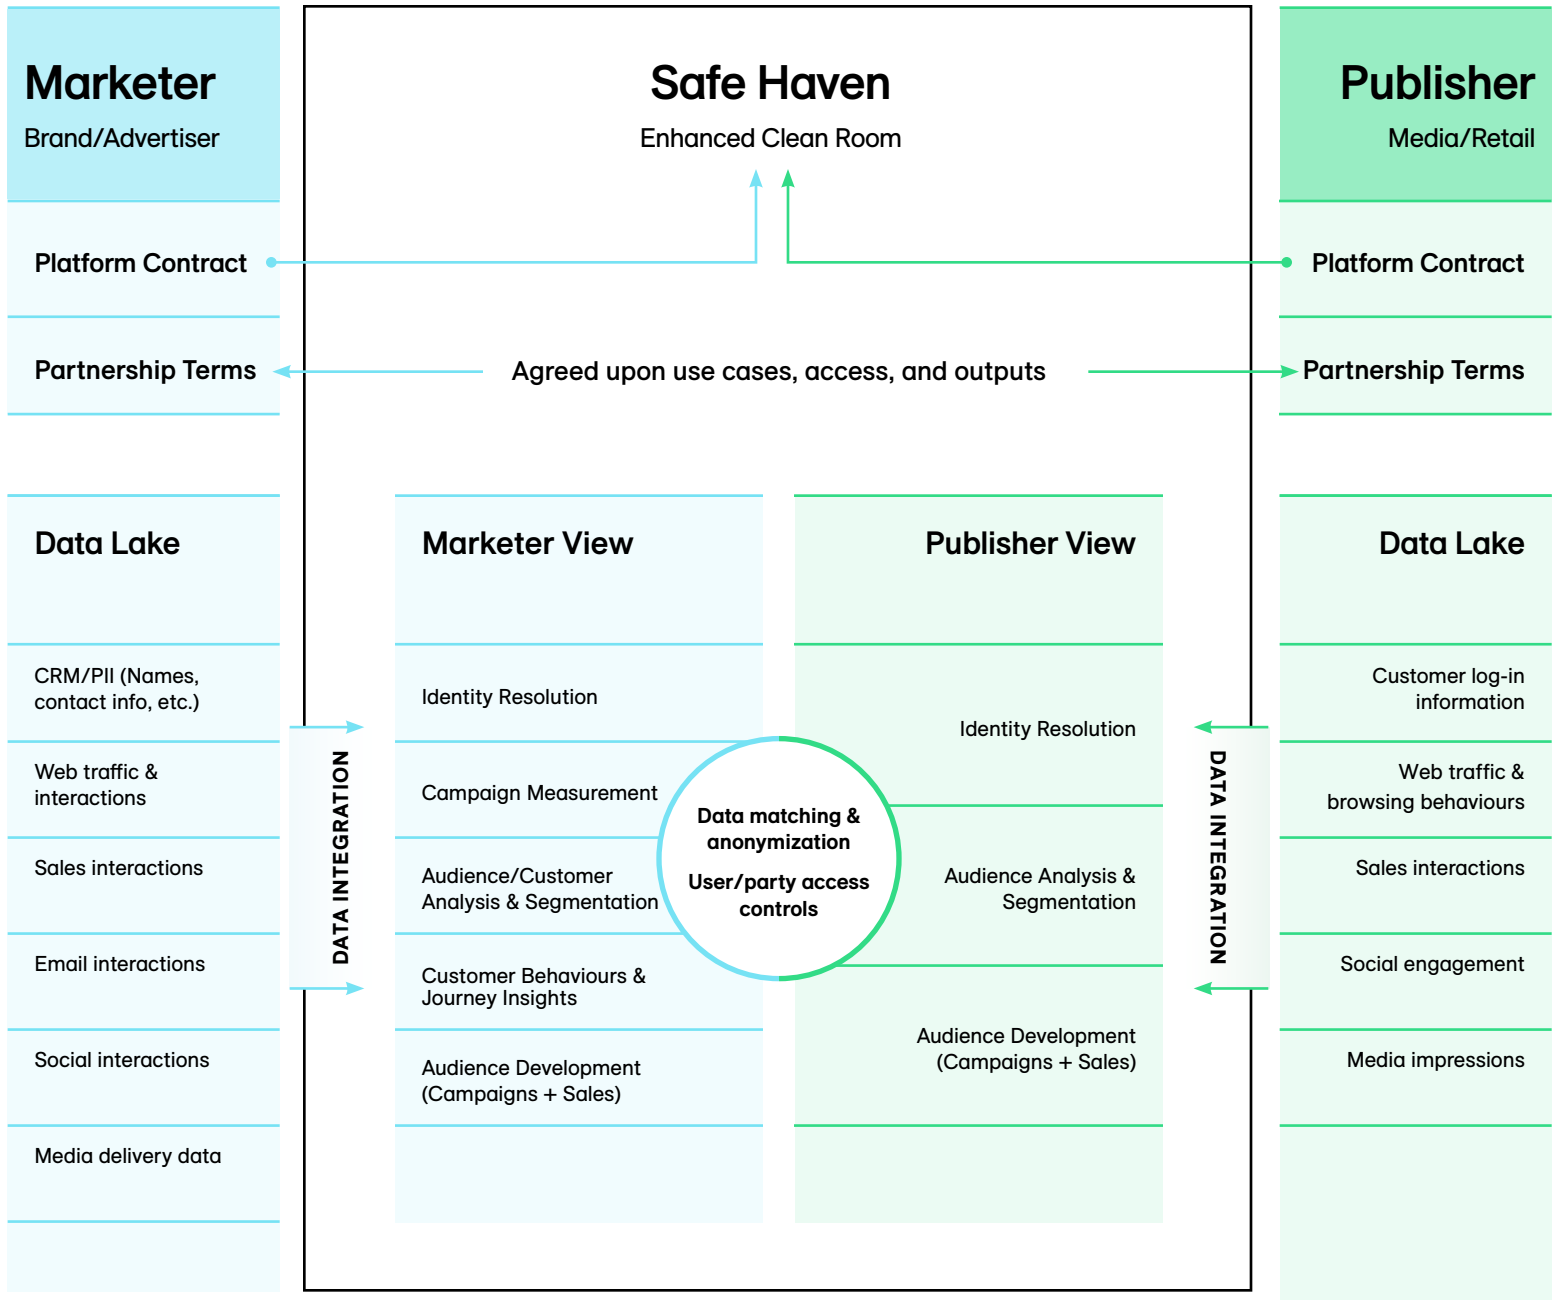 Marketer
Brand/Advertiser
Safe Haven
Enhanced Clean Room
Publisher
Media/Retail
Platform Contract
Platform Contract
Partnership Terms
Agreed upon use cases, access, and outputs
Partnership Terms
Data Lake
CRM/PII (Names,
contact info, etc.)
Web traffic &
interactions
Sales interactions
Email interactions
Social interactions
Media delivery data
DATA INTEGRATION
Marketer View
Identity Resolution
Campaign Measurement
Audience/Customer
Analysis & Segmentation
Customer Behaviours &
Journey Insights
Audience Development
(Campaigns + Sales)
Data matching &
anonymization
User/party access
controls
Publisher View
Identity Resolution
Audience Analysis &
Segmentation
Audience Development
(Campaigns + Sales)
DATA INTEGRATION
Data Lake
Customer log-in
information
Web traffic &
browsing behaviours
Sales interactions
Social engagement
Media impressions